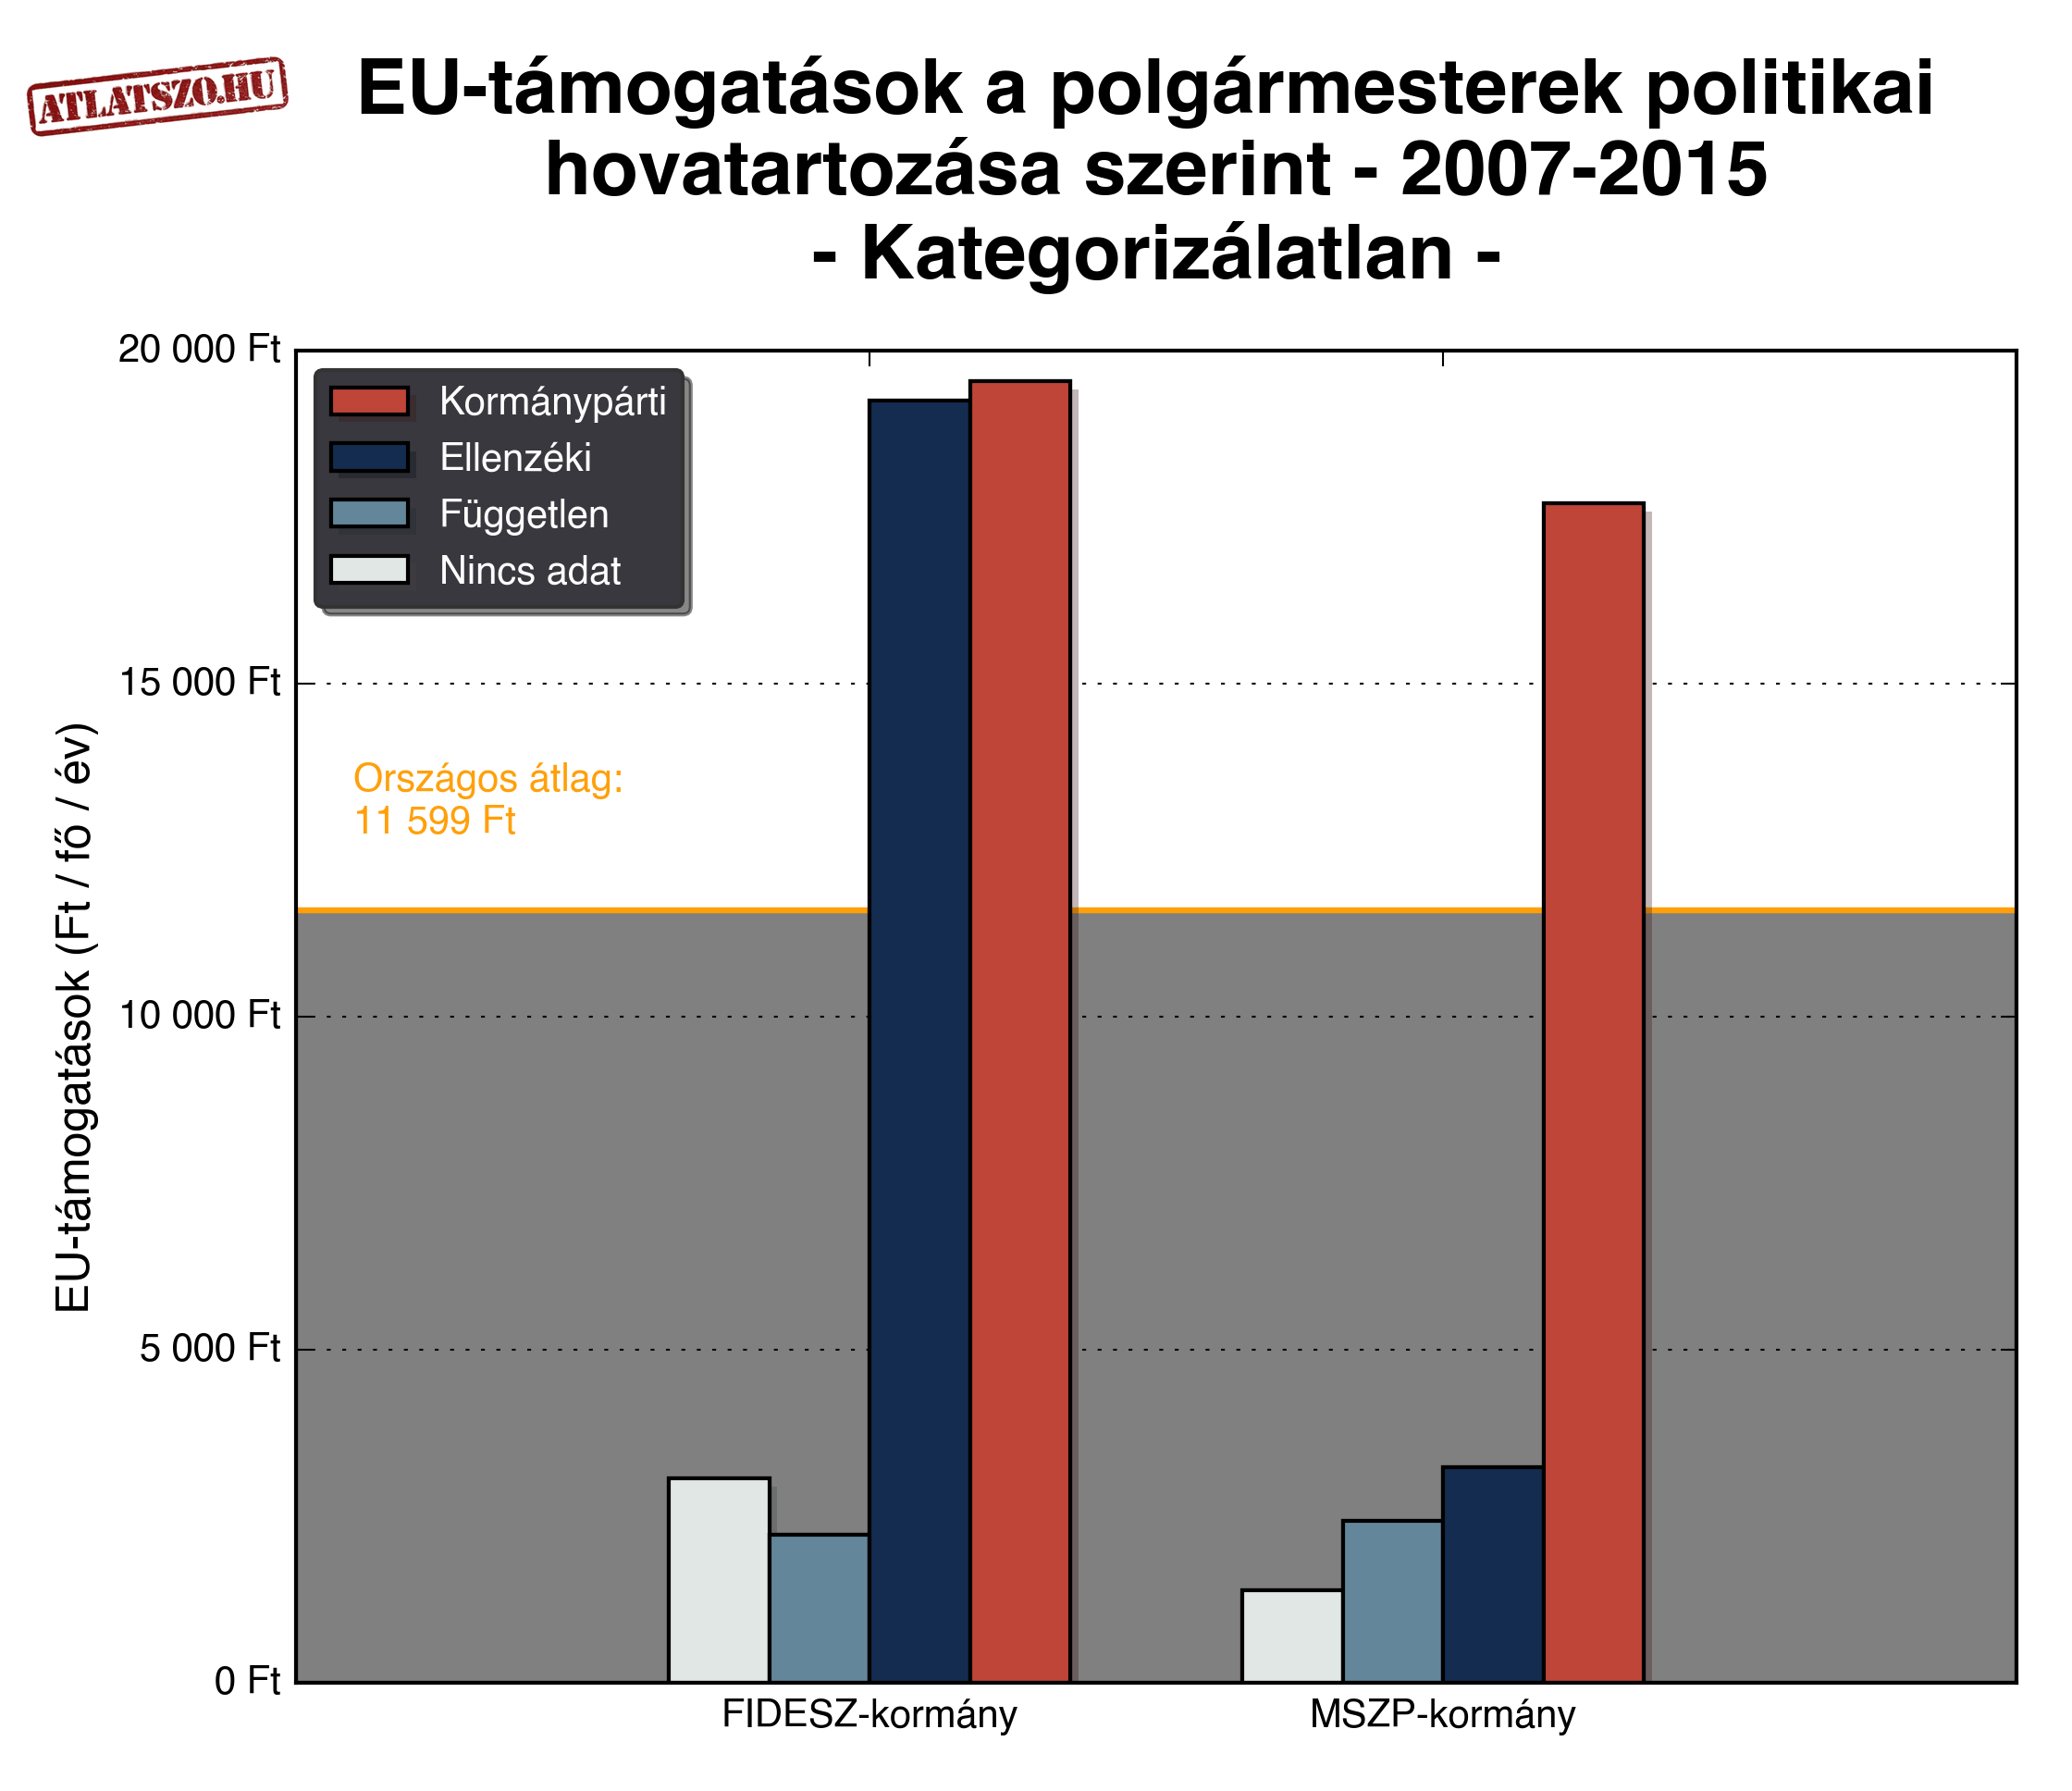 ATLATSZO.HU
EU-támogatások a polgármesterek politikai
hovatartozása szerint - 2007-2015
- Kategorizálatlan -
20 000 Ft
Kormánypárti
Ellenzéki
Független
Nincs adat
15 000 Ft
Országos átlag:
11 599 Ft
10 000 Ft
5 000 Ft
0 Ft
EU-támogatások (Ft / fő / év)
FIDESZ-kormány
MSZP-kormány